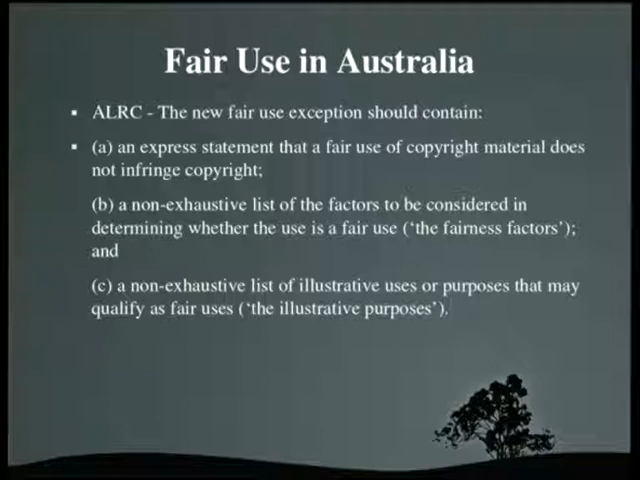 Fair Use in Australia
▪ ALRC - The new fair use exception should contain:
▪ (a) an express statement that a fair use of copyright material does
not infringe copyright;
(b) a non-exhaustive list of the factors to be considered in
determining whether the use is a fair use (‘the fairness factors’);
and
(c) a non-exhaustive list of illustrative uses or purposes that may
qualify as fair uses (‘the illustrative purposes’).